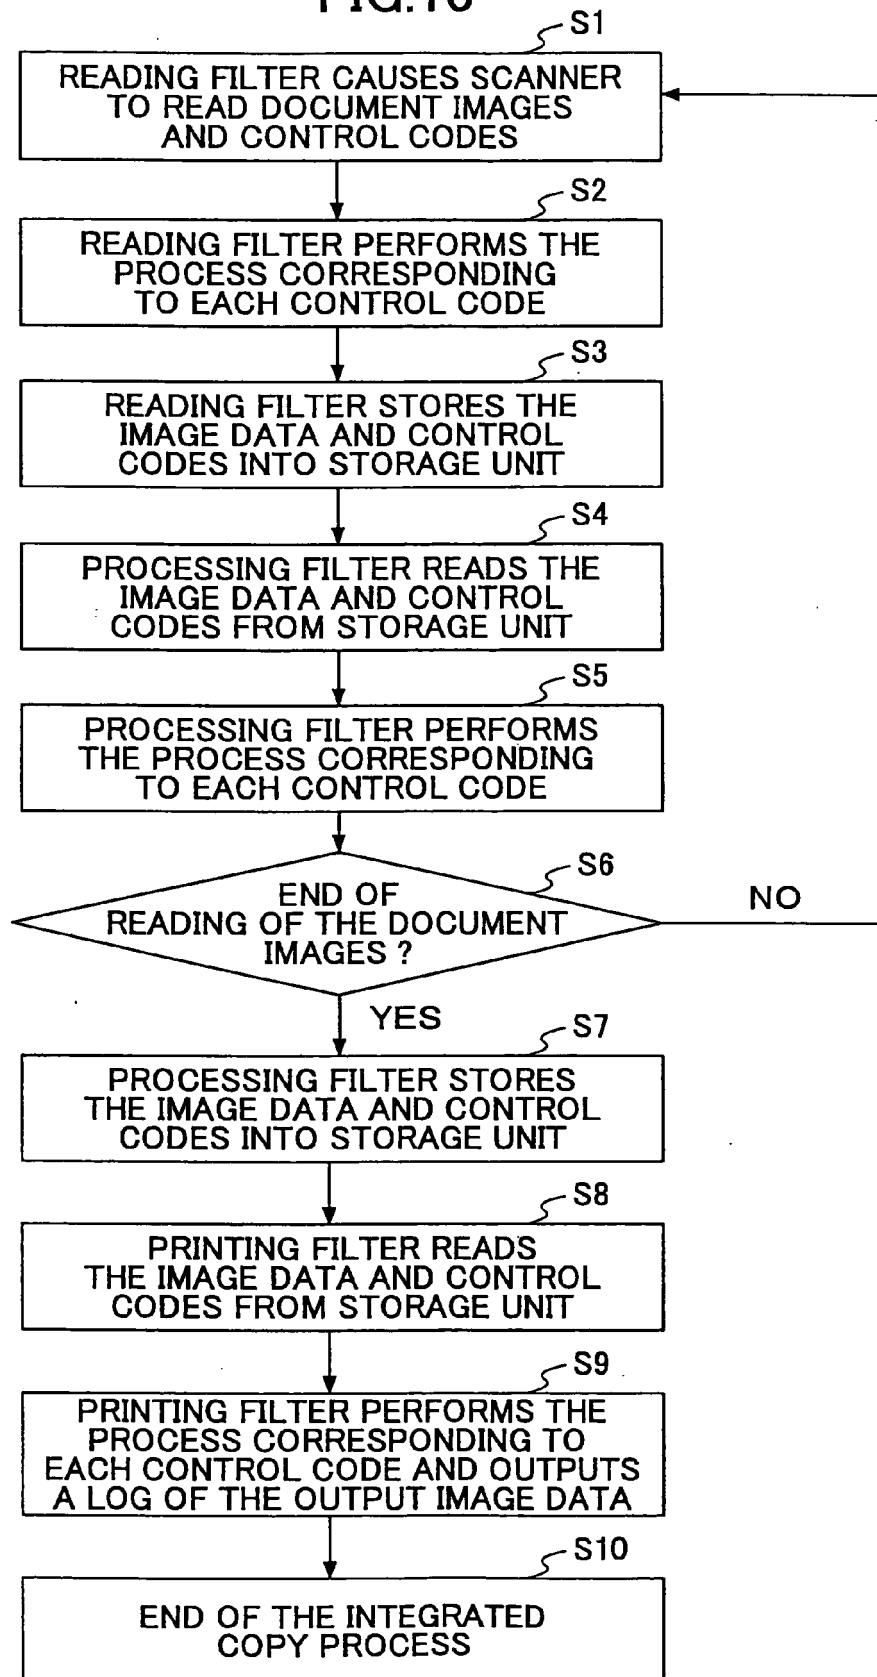 S1
READING FILTER CAUSES SCANNER
TO READ DOCUMENT IMAGES
AND CONTROL CODES
S2
READING FILTER PERFORMS THE
PROCESS CORRESPONDING
TO EACH CONTROL CODE
S3
READING FILTER STORES THE
IMAGE DATA AND CONTROL
CODES INTO STORAGE UNIT
S4
PROCESSING FILTER READS THE
IMAGE DATA AND CONTROL
CODES FROM STORAGE UNIT
S5
PROCESSING FILTER PERFORMS
THE PROCESS CORRESPONDING
TO EACH CONTROL CODE
S6
END OF
READING OF THE DOCUMENT
IMAGES ?
NO
YES
S7
PROCESSING FILTER STORES
THE IMAGE DATA AND CONTROL
CODES INTO STORAGE UNIT
S8
PRINTING FILTER READS
THE IMAGE DATA AND CONTROL
CODES FROM STORAGE UNIT
S9
PRINTING FILTER PERFORMS THE
PROCESS CORRESPONDING TO
EACH CONTROL CODE AND OUTPUTS
A LOG OF THE OUTPUT IMAGE DATA
S10
END OF THE INTEGRATED
COPY PROCESS